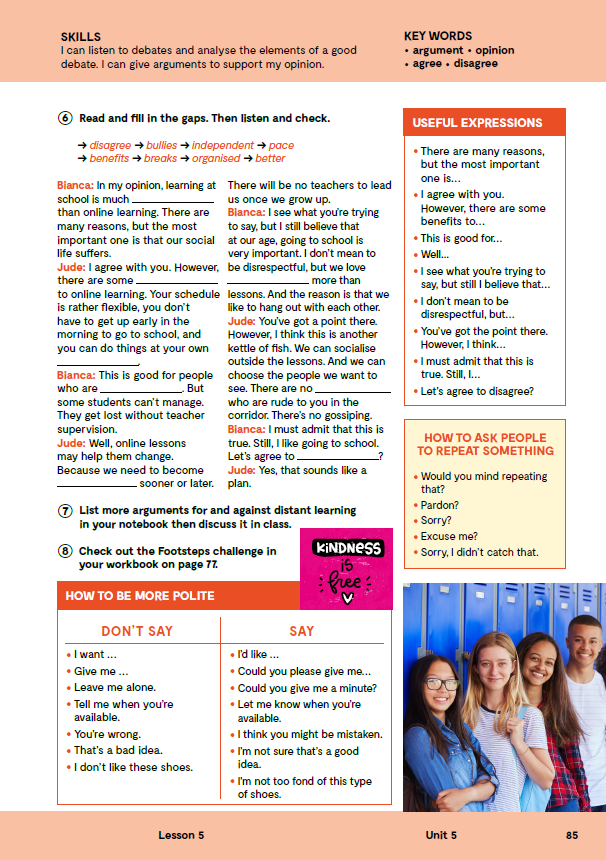 SKILLS
I can listen to debates and analyse the elements of a good
debate. I can give arguments to support my opinion.
KEY WORDS
• argument • opinion
• agree • disagree
6 Read and fill in the gaps. Then listen and check.
➔ disagree ➔ bullies ➔ independent ➔ pace
➔ benefits ➔ breaks ➔ organised ➔ better
Bianca: In my opinion, learning at
school is much ______________
than online learning. There are
many reasons, but the most
important one is that our social
life suffers.
Jude: I agree with you. However,
there are some ______________
to online learning. Your schedule
is rather flexible, you don't
have to get up early in the
morning to go to school, and
you can do things at your own
______________.
Bianca: This is good for people
who are ______________. But
some students can't manage.
They get lost without teacher
supervision.
Jude: Well, online lessons
may help them change.
Because we need to become
______________ sooner or later.
There will be no teachers to lead
us once we grow up.
Bianca: I see what you're trying
to say, but I still believe that
at our age, going to school is
very important. I don't mean to
be disrespectful, but we love
______________ more than
lessons. And the reason is that we
like to hang out with each other.
Jude: You've got a point there.
However, I think this is another
kettle of fish. We can socialise
outside the lessons. And we can
choose the people we want to
see. There are no ______________
who are rude to you in the
corridor. There's no gossiping.
Bianca: I must admit that this is
true. Still, I like going to school.
Let's agree to ______________?
Jude: Yes, that sounds like a
plan.
7 List more arguments for and against distant learning
in your notebook then discuss it in class.
8 Check out the Footsteps challenge in
your workbook on page 77.
KiNDNESS
is
free
HOW TO BE MORE POLITE
DON'T SAY
• I want ...
• Give me ...
• Leave me alone.
• Tell me when you're
available.
• You're wrong.
• That's a bad idea.
• I don't like these shoes.
SAY
• I'd like ...
• Could you please give me...
• Could you give me a minute?
• Let me know when you're
available.
• I think you might be mistaken.
• I'm not sure that's a good
idea.
• I'm not too fond of this type
of shoes.
USEFUL EXPRESSIONS
• There are many reasons,
but the most important
one is...
• I agree with you.
However, there are some
benefits to...
• This is good for...
• Well...
• I see what you're trying to
say, but still I believe that...
• I don't mean to be
disrespectful, but...
• You've got the point there.
However, I think...
• I must admit that this is
true. Still, I...
• Let's agree to disagree?
HOW TO ASK PEOPLE
TO REPEAT SOMETHING
• Would you mind repeating
that?
• Pardon?
• Sorry?
• Excuse me?
• Sorry, I didn't catch that.
Lesson 5
Unit 5
85